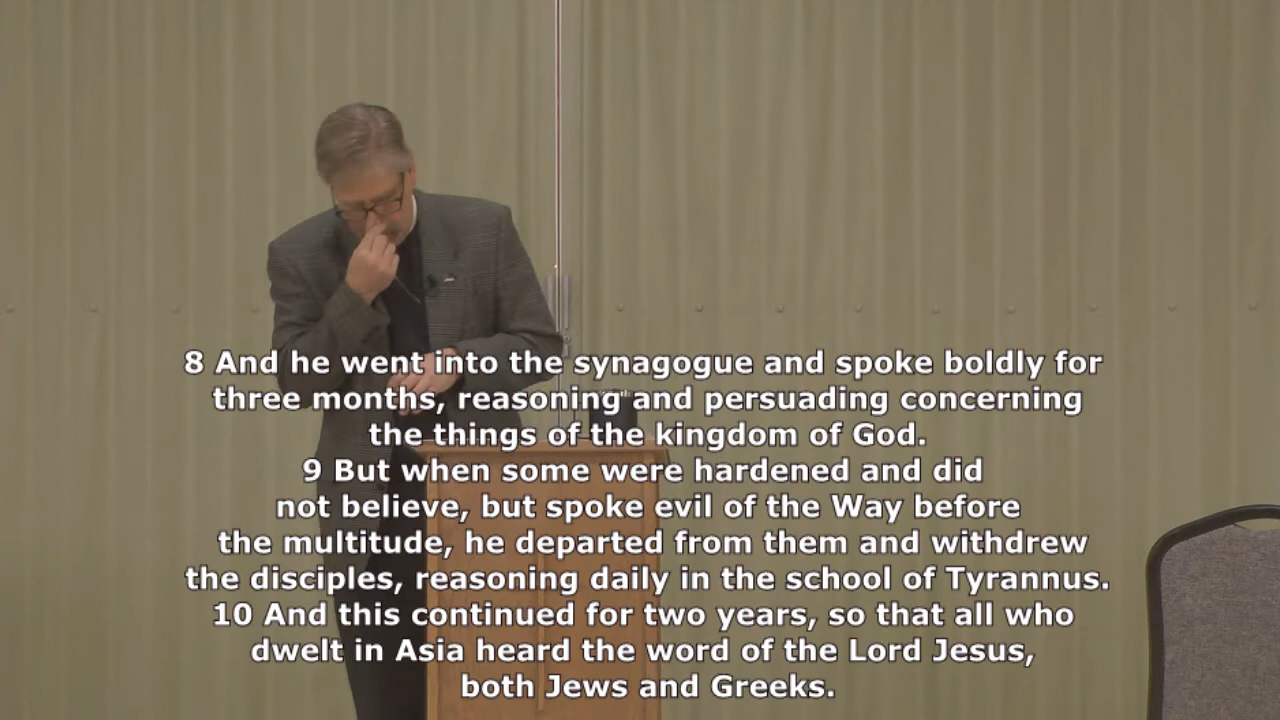 8 And he went into the synagogue and spoke boldly for
three months, reasoning and persuading concerning
the things of the kingdom of God.
9 But when some were hardened and did
not believe, but spoke evil of the Way before
the multitude, he departed from them and withdrew
the disciples, reasoning daily in the school of Tyrannus.
10 And this continued for two years, so that all who
dwelt in Asia heard the word of the Lord Jesus,
both Jews and Greeks.